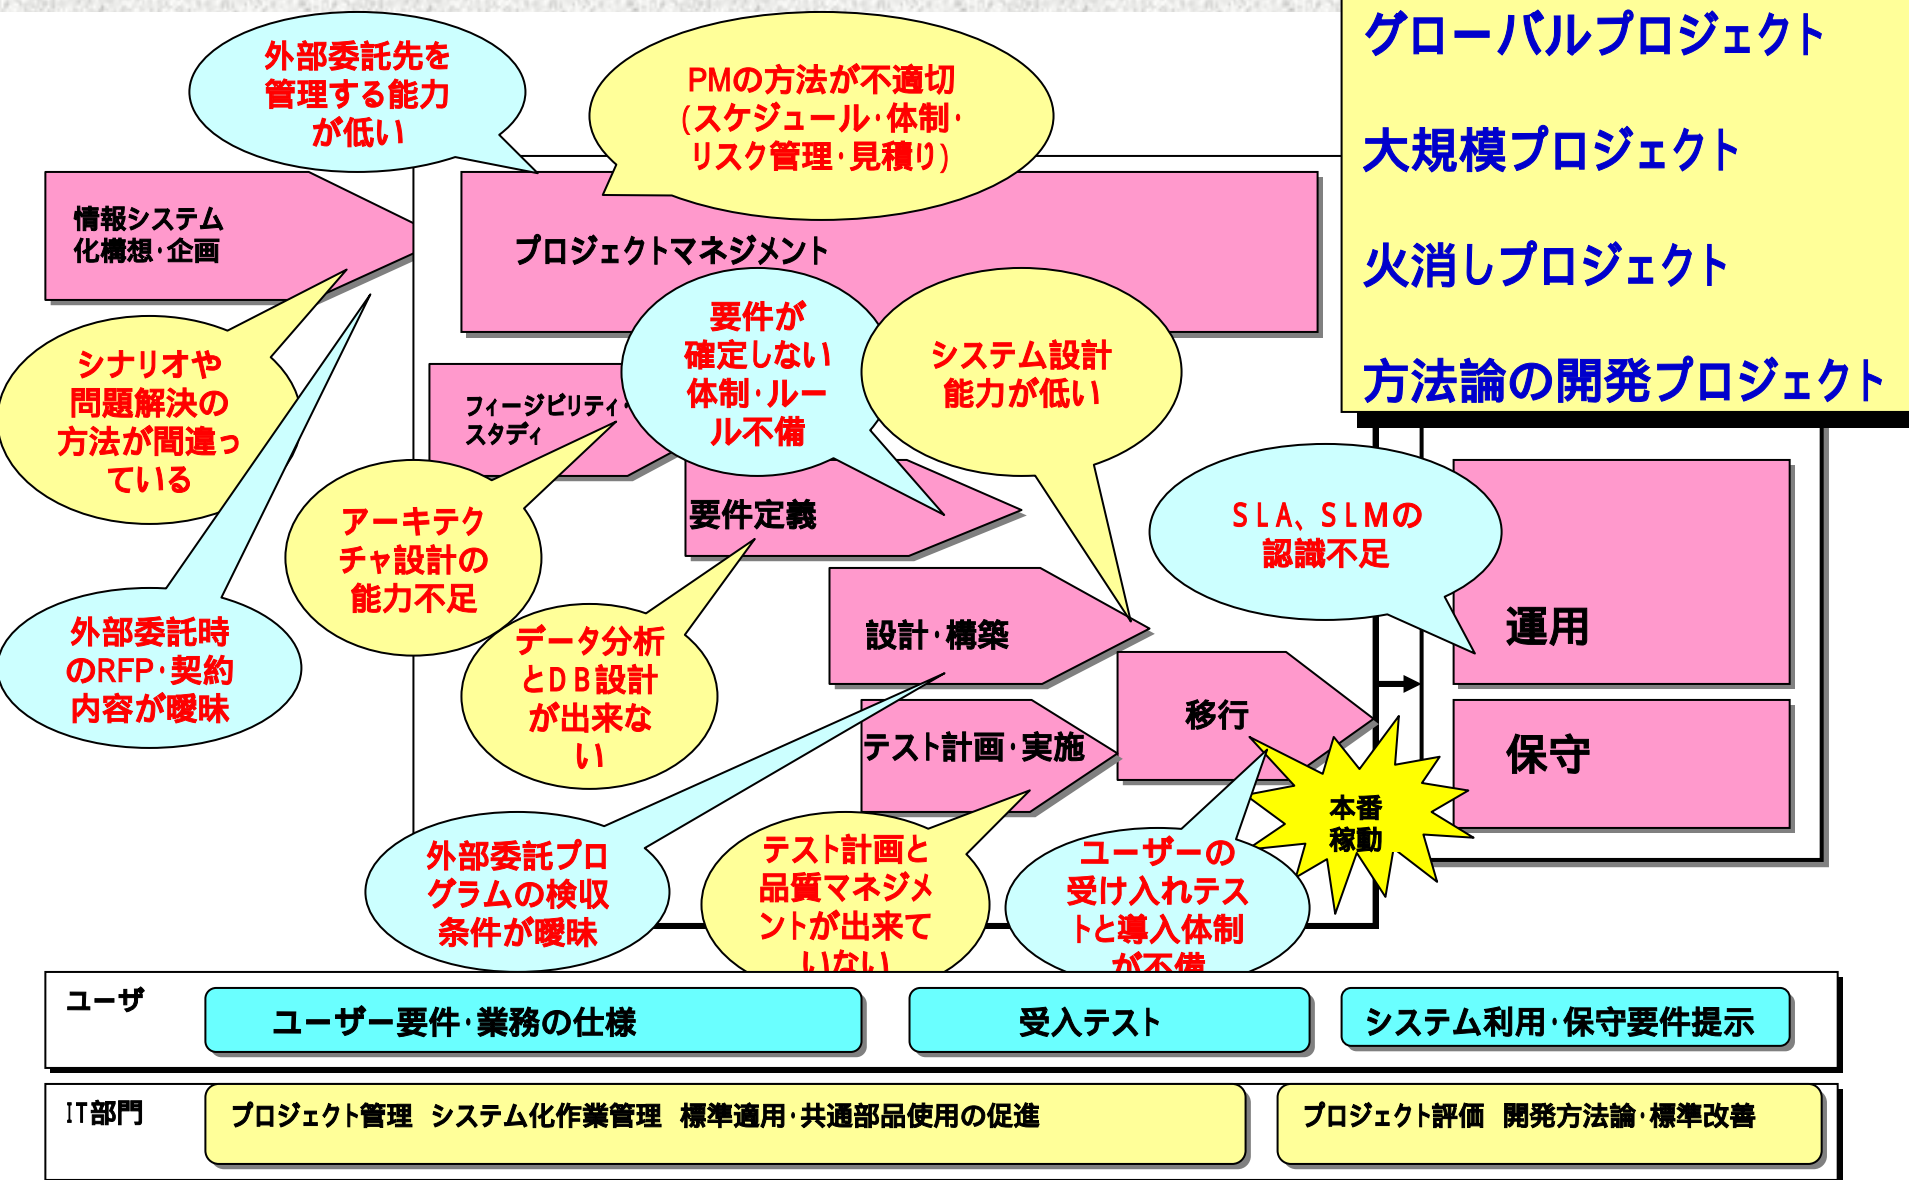 グローバルプロジェクト
大規模プロジェクト
火消しプロジェクト
方法論の開発プロジェクト
外部委託先を
管理する能力
が低い
PMの方法が不適切
(スケジュール・体制・
リスク管理・見積り)
情報システム
化構想・企画
プロジェクトマネジメント
シナリオや
問題解決の
方法が間違っ
ている
フィージビリティ・
スタディ
要件が
確定しない
体制・ルー
ル不備
システム設計
能力が低い
アーキテク
チャ設計の
能力不足
要件定義
SLA、SLMの
認識不足
外部委託時
のRFP・契約
内容が曖昧
データ分析
とDB設計
が出来な
い
設計・構築
運用
移行
テスト計画・実施
保守
本番
稼動
外部委託プロ
グラムの検収
条件が曖昧
テスト計画と
品質マネジメ
ントが出来て
いない
ユーザーの
受け入れテス
トと導入体制
が不備
ユーザ
ユーザー要件・業務の仕様
受入テスト
システム利用・保守要件提示
IT部門
プロジェクト管理 システム化作業管理 標準適用・共通部品使用の促進
プロジェクト評価 開発方法論・標準改善